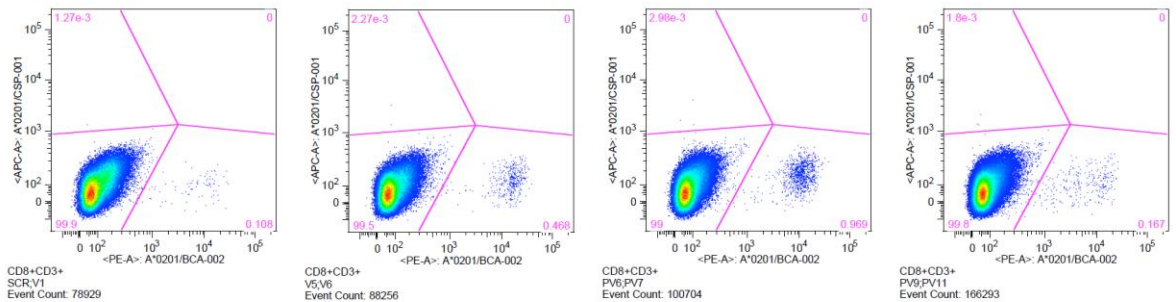 1.27e-3 0
10^5
10^4
10^3
10^2
0
99.9 0.108
0 10^2 10^3 10^4 10^5
<APC-A>: A*0201/CSP-001
<PE-A>: A*0201/BCA-002
CD8+CD3+
SCR;V1
Event Count: 78929
2.27e-3 0
10^5
10^4
10^3
10^2
0
99.5 0.468
0 10^2 10^3 10^4 10^5
<APC-A>: A*0201/CSP-001
<PE-A>: A*0201/BCA-002
CD8+CD3+
V5;V6
Event Count: 88256
2.98e-3 0
10^5
10^4
10^3
10^2
0
99 0.969
0 10^2 10^3 10^4 10^5
<APC-A>: A*0201/CSP-001
<PE-A>: A*0201/BCA-002
CD8+CD3+
PV6;PV7
Event Count: 100704
1.8e-3 0
10^5
10^4
10^3
10^2
0
99.8 0.167
0 10^2 10^3 10^4 10^5
<APC-A>: A*0201/CSP-001
<PE-A>: A*0201/BCA-002
CD8+CD3+
PV9;PV11
Event Count: 166293